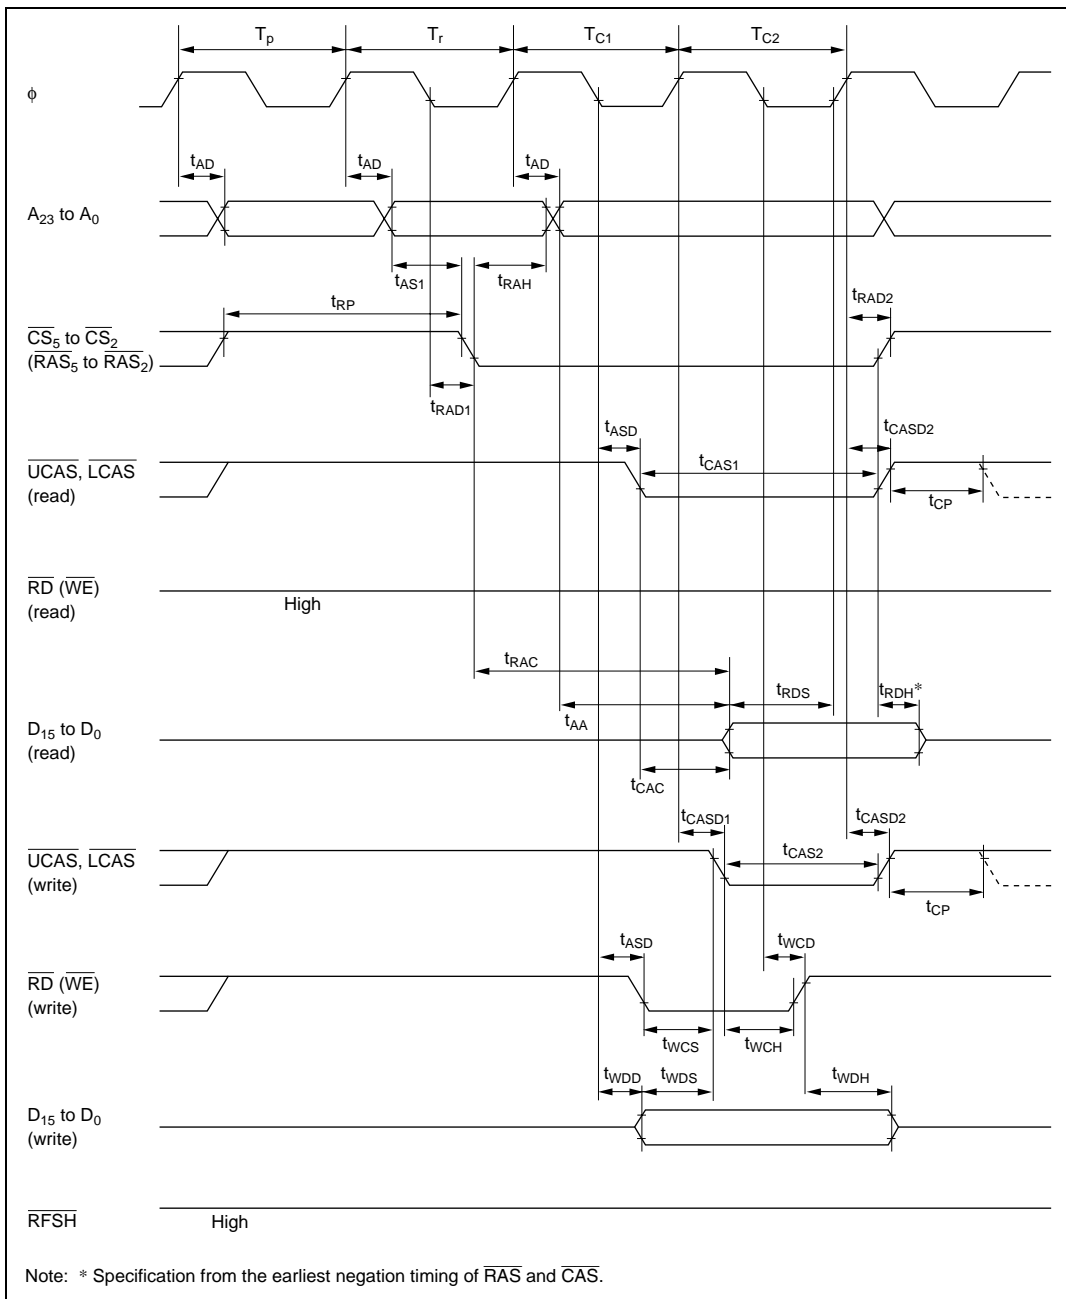 Tp Tr TC1 TC2
ϕ
tAD tAD tAD
A23 to A0
tAS1 tRAH
tRP tRAD2
CS5 to CS2
(RAS5 to RAS2)
tRAD1
tASD tCASD2
UCAS, LCAS
(read)
tCAS1
tCP
RD (WE)
(read)
High
tRAC
tRDS tRDH*
tAA
D15 to D0
(read)
tCAC
tCASD1 tCASD2
UCAS, LCAS
(write)
tCAS2
tCP
tASD tWCD
RD (WE)
(write)
tWCS tWCH
tWDD tWDS tWDH
D15 to D0
(write)
RFSH
High
Note: * Specification from the earliest negation timing of RAS and CAS.